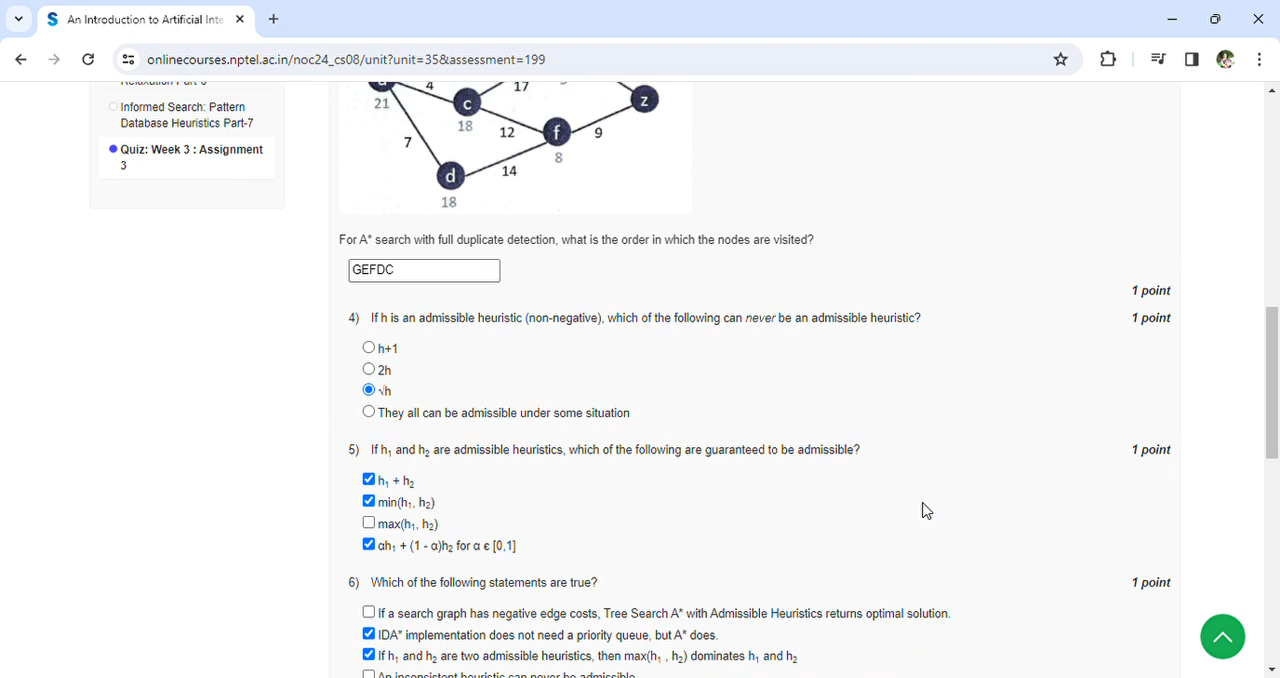 An Introduction to Artificial Inte
onlinecourses.nptel.ac.in/noc24_cs08/unit?unit=35&assessment=199
Informed Search: Pattern
Database Heuristics Part-7
Quiz: Week 3 : Assignment
3
4
17
21
c
z
18
12
f
9
7
8
d
14
18
For A* search with full duplicate detection, what is the order in which the nodes are visited?
GEFDC
1 point
4) If h is an admissible heuristic (non-negative), which of the following can never be an admissible heuristic? 1 point
h+1
2h
√h
They all can be admissible under some situation
5) If h₁ and h₂ are admissible heuristics, which of the following are guaranteed to be admissible? 1 point
h₁ + h₂
min(h₁, h₂)
max(h₁, h₂)
αh₁ + (1 - α)h₂ for α ϵ [0,1]
6) Which of the following statements are true? 1 point
If a search graph has negative edge costs, Tree Search A* with Admissible Heuristics returns optimal solution.
IDA* implementation does not need a priority queue, but A* does.
If h₁ and h₂ are two admissible heuristics, then max(h₁ , h₂) dominates h₁ and h₂
An inconsistent heuristic can never be admissible